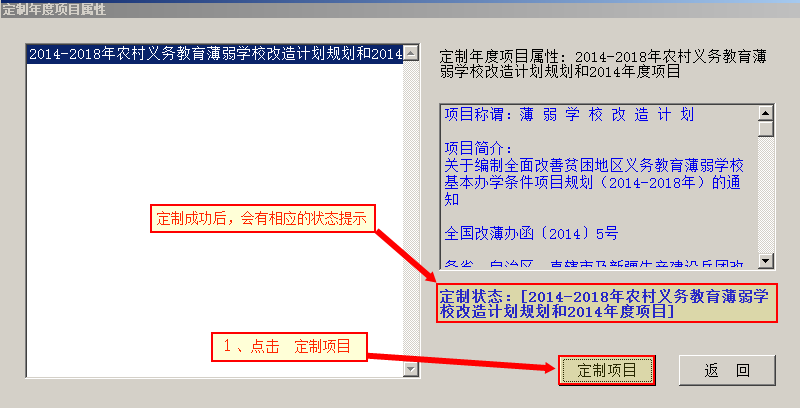 定制年度项目属性
2014-2018年农村义务教育薄弱学校改造计划规划和2014
定制年度项目属性：2014-2018年农村义务教育薄
弱学校改造计划规划和2014年度项目
项目称谓：薄 弱 学 校 改 造 计 划
项目简介：
关于编制全面改善贫困地区义务教育薄弱学校
基本办学条件项目规划（2014-2018年）的通
知
全国改薄办函〔2014〕5号
各省、自治区、直辖市及新疆生产建设兵团改
定制成功后，会有相应的状态提示
定制状态：[2014-2018年农村义务教育薄弱学
校改造计划规划和2014年度项目]
1、点击 定制项目
定制项目
返 回